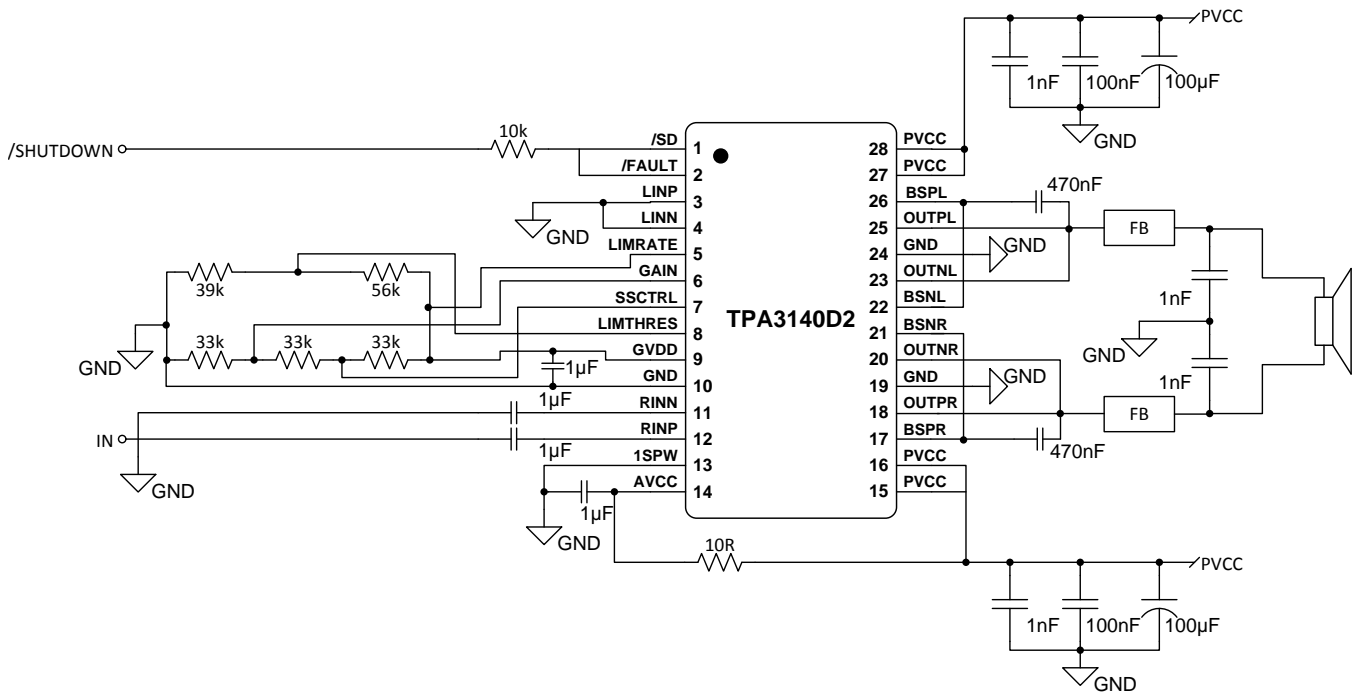 PVCC
1nF
100nF
100µF
GND
/SHUTDOWN
10k
/SD
1
/FAULT
2
LINP
3
LINN
4
GND
LIMRATE
5
GAIN
6
SSCTRL
7
LIMTHRES
8
GVDD
9
GND
10
RINN
11
RINP
12
1SPW
13
AVCC
14
39k
56k
33k
33k
33k
GND
1µF
1µF
IN
1µF
GND
1µF
GND
10R
TPA3140D2
28
PVCC
27
PVCC
26
BSPL
25
OUTPL
24
GND
23
OUTNL
22
BSNL
21
BSNR
20
OUTNR
19
GND
18
OUTPR
17
BSPR
16
PVCC
15
PVCC
470nF
GND
FB
1nF
GND
1nF
GND
FB
470nF
PVCC
1nF
100nF
100µF
GND